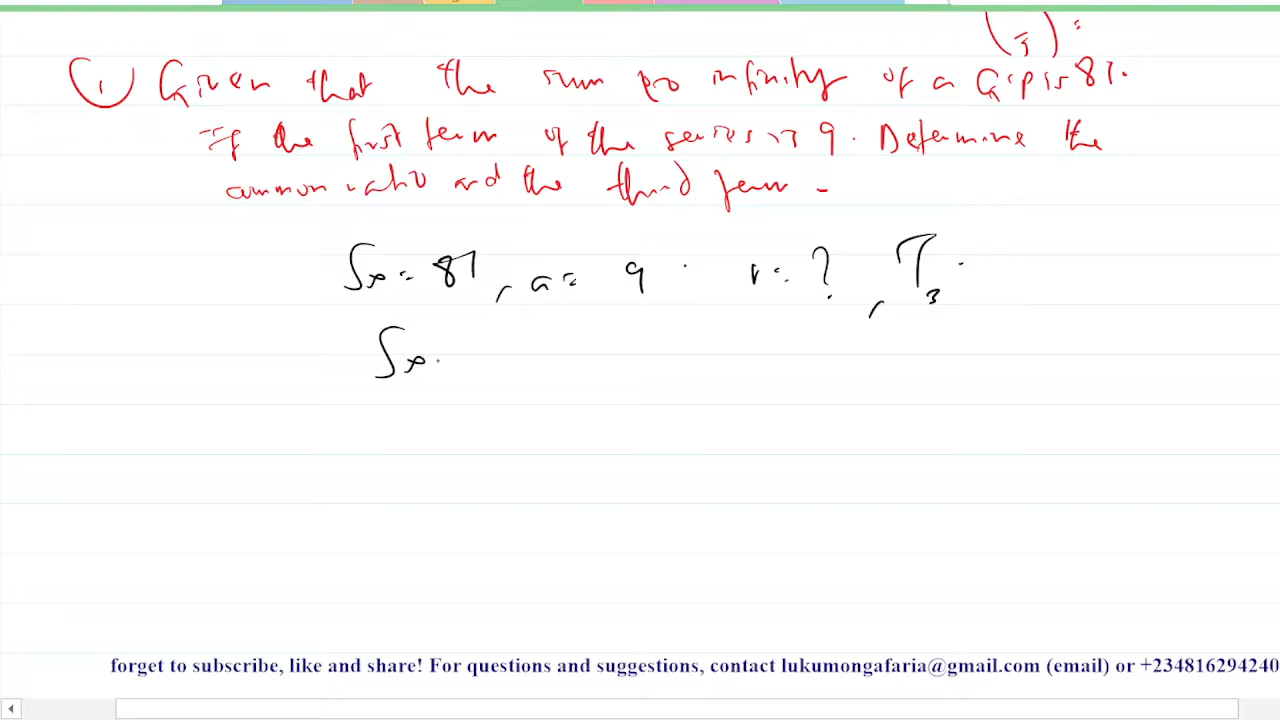 ① Given that the sum to infinity of a G.P is 81.
If the first term of the series is 9. Determine the
common ratio and the third term.
S∞ = 81, a = 9 . r = ?, T₃.
S∞
forget to subscribe, like and share! For questions and suggestions, contact lukumongafaria@gmail.com (email) or +234816294240